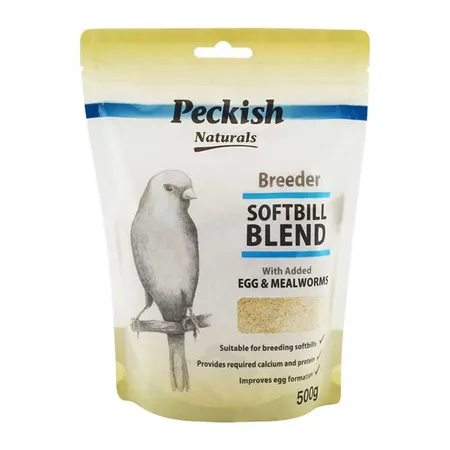 Peckish
Naturals
Breeder
SOFTBILL
BLEND
With Added
EGG & MEALWORMS
Suitable for breeding softbills
Provides required calcium and protein
Improves egg formation
500g